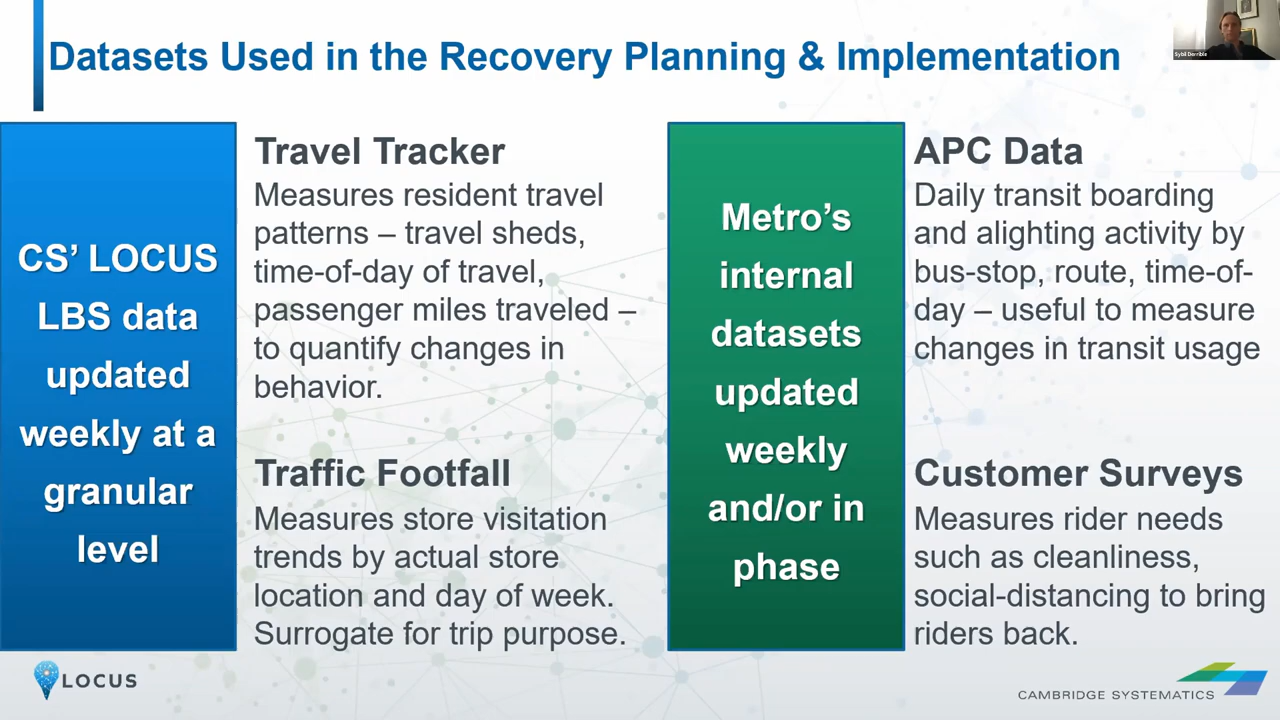 Datasets Used in the Recovery Planning & Implementation
Sybil Derrible
CS’ LOCUS
LBS data
updated
weekly at a
granular
level
Travel Tracker
Measures resident travel
patterns – travel sheds,
time-of-day of travel,
passenger miles traveled –
to quantify changes in
behavior.
Traffic Footfall
Measures store visitation
trends by actual store
location and day of week.
Surrogate for trip purpose.
Metro’s
internal
datasets
updated
weekly
and/or in
phase
APC Data
Daily transit boarding
and alighting activity by
bus-stop, route, time-of-
day – useful to measure
changes in transit usage
Customer Surveys
Measures rider needs
such as cleanliness,
social-distancing to bring
riders back.
LOCUS
CAMBRIDGE SYSTEMATICS